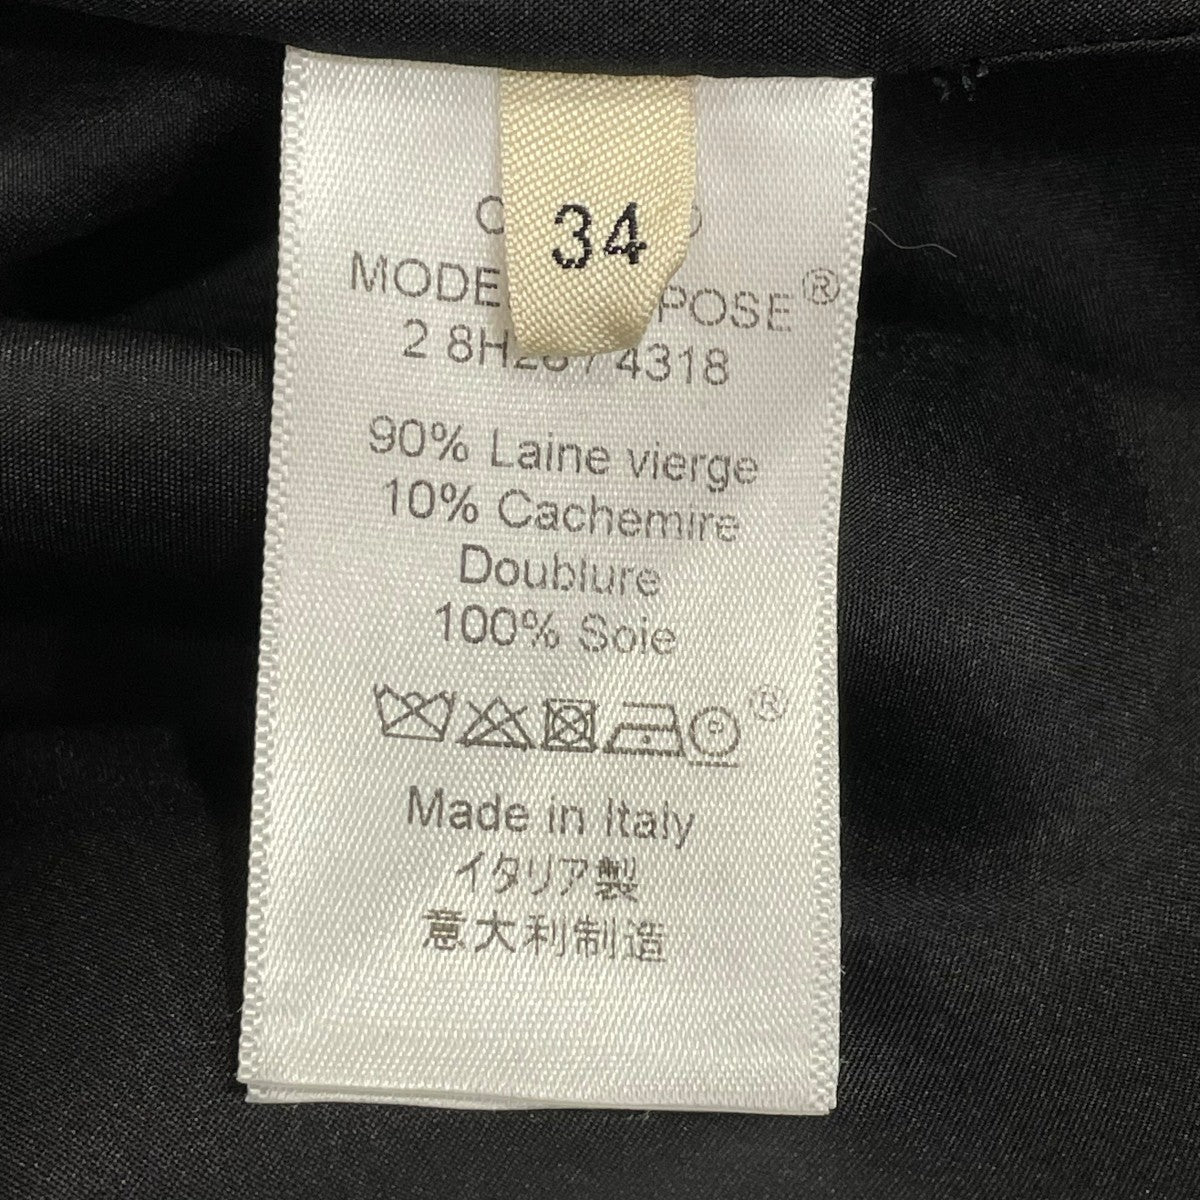 34
MODE POSE®
2 8H26 / 4318
90% Laine vierge
10% Cachemire
Doublure
100% Soie
®
Made in Italy
イタリア製
意大利制造